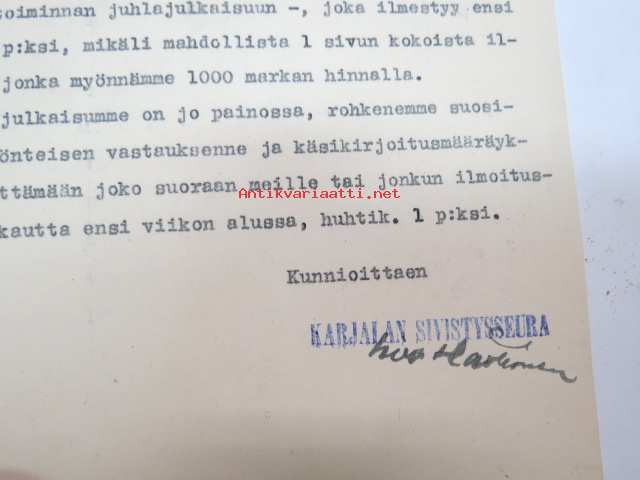 toiminnan juhlajulkaisuun –, joka ilmestyy ensi
p:ksi, mikäli mahdollista 1 sivun kokoista il-
jonka myönnämme 1000 markan hinnalla.
julkaisumme on jo painossa, rohkenemme suosi-
önteisen vastauksenne ja käsikirjoitusmääräyk-
ttämään joko suoraan meille tai jonkun ilmoitus-
Antikvariaatti.net
kautta ensi viikon alussa, huhtik. 1 p:ksi.
Kunnioittaen
KARJALAN SIVISTYSSEURA